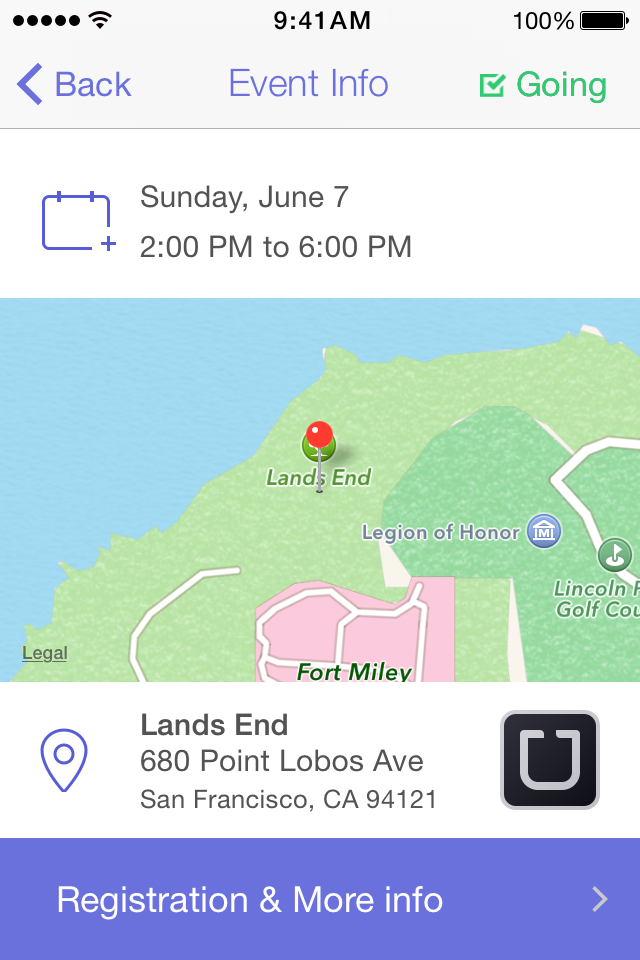 9:41AM 100%
Back Event Info Going
Sunday, June 7
2:00 PM to 6:00 PM
Lands End
Legion of Honor
Lincoln
Golf Cou
Legal
Fort Miley
Lands End
680 Point Lobos Ave
San Francisco, CA 94121
Registration & More info